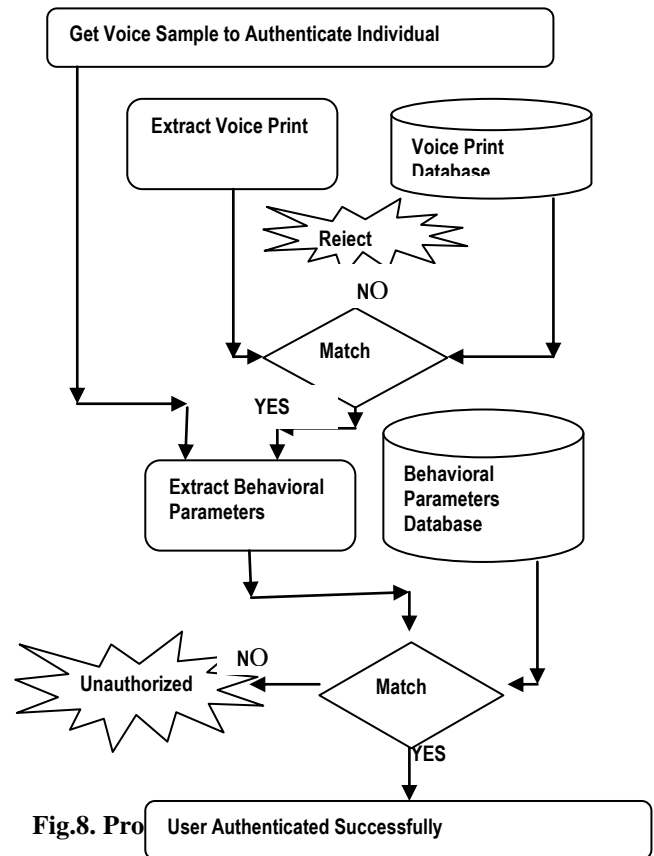 Get Voice Sample to Authenticate Individual
Extract Voice Print
Voice Print
Database
Reject
NO
Match
YES
Extract Behavioral
Parameters
Behavioral
Parameters
Database
NO
Unauthorized
Match
YES
Fig.8. Pro
User Authenticated Successfully